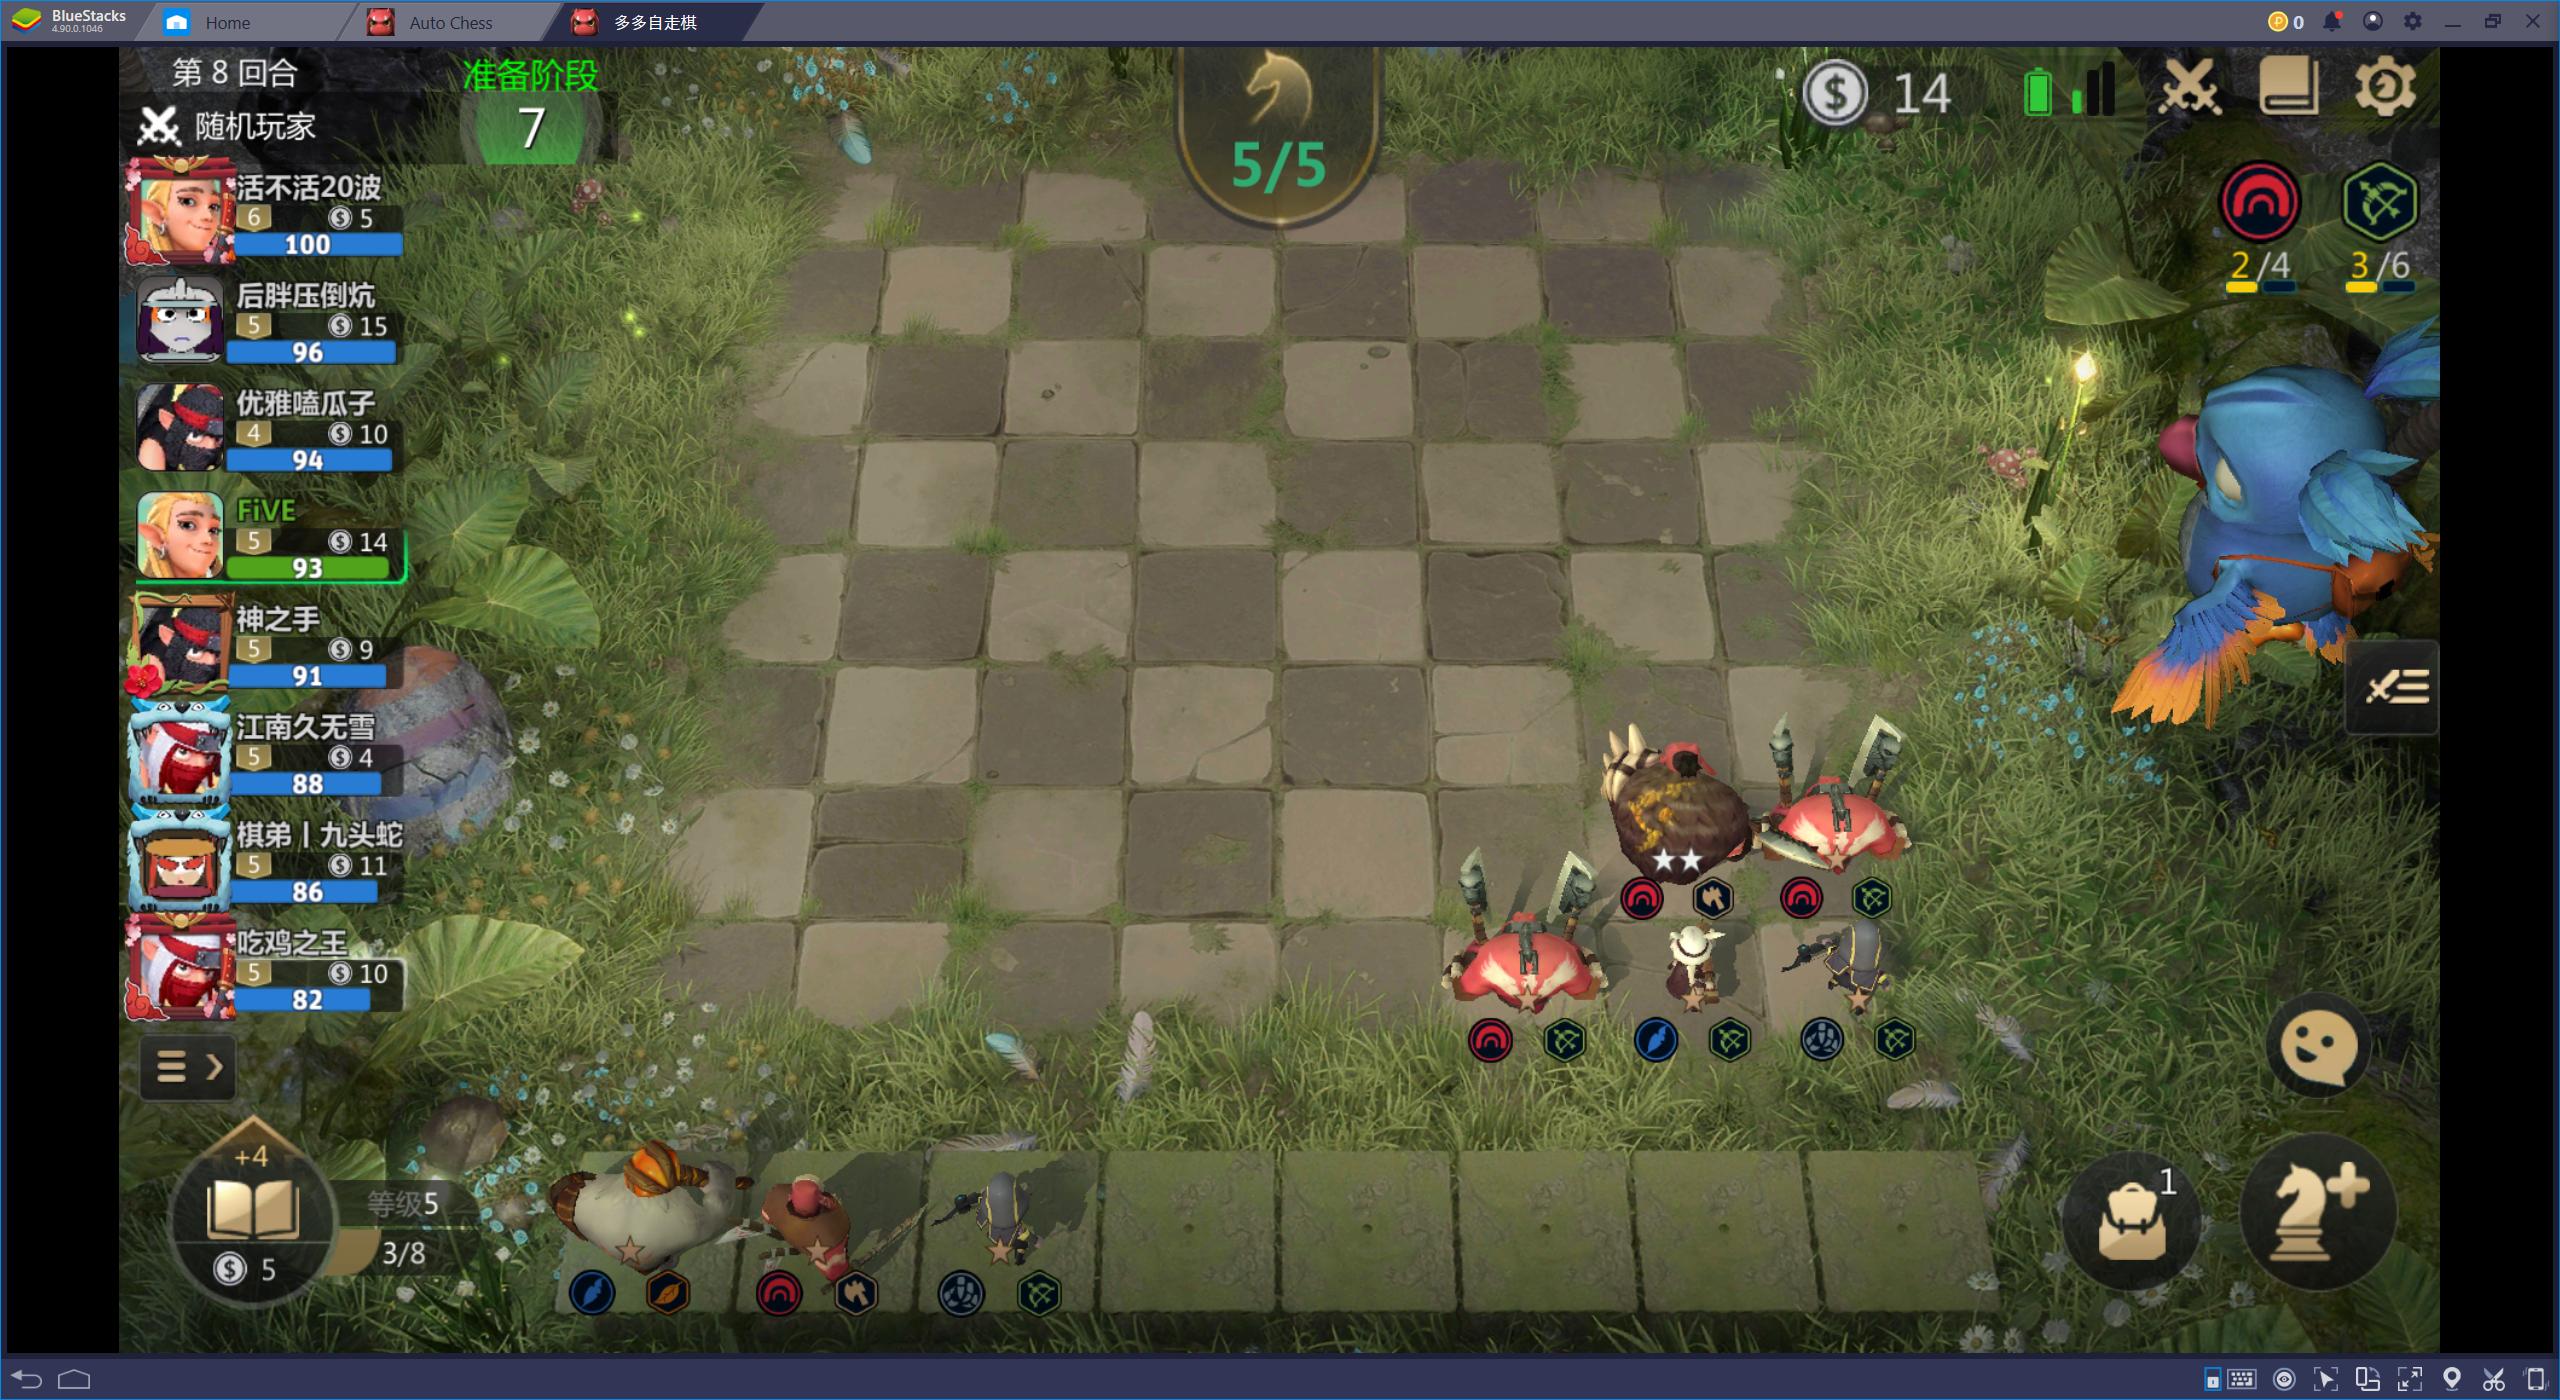 BlueStacks
4.90.0.1046
Home
Auto Chess
多多自走棋
0
第 8 回合
准备阶段
7
随机玩家
5/5
14
2/4
3/6
活不活20波
6
5
100
后胖压倒炕
5
15
96
优雅嗑瓜子
4
10
94
FiVE
5
14
93
神之手
5
9
91
江南久无雪
5
4
88
棋弟丨九头蛇
5
11
86
吃鸡之王
5
10
82
+4
等级5
3/8
5
1